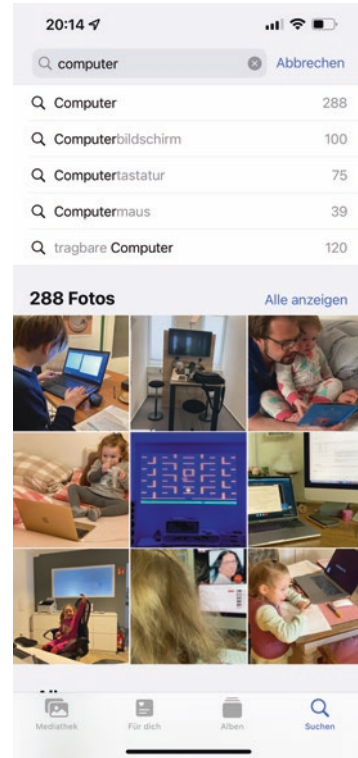 20:14
computer
Abbrechen
Computer 288
Computerbildschirm 100
Computertastatur 75
Computermaus 39
tragbare Computer 120
288 Fotos Alle anzeigen
Mediathek Für dich Alben Suchen